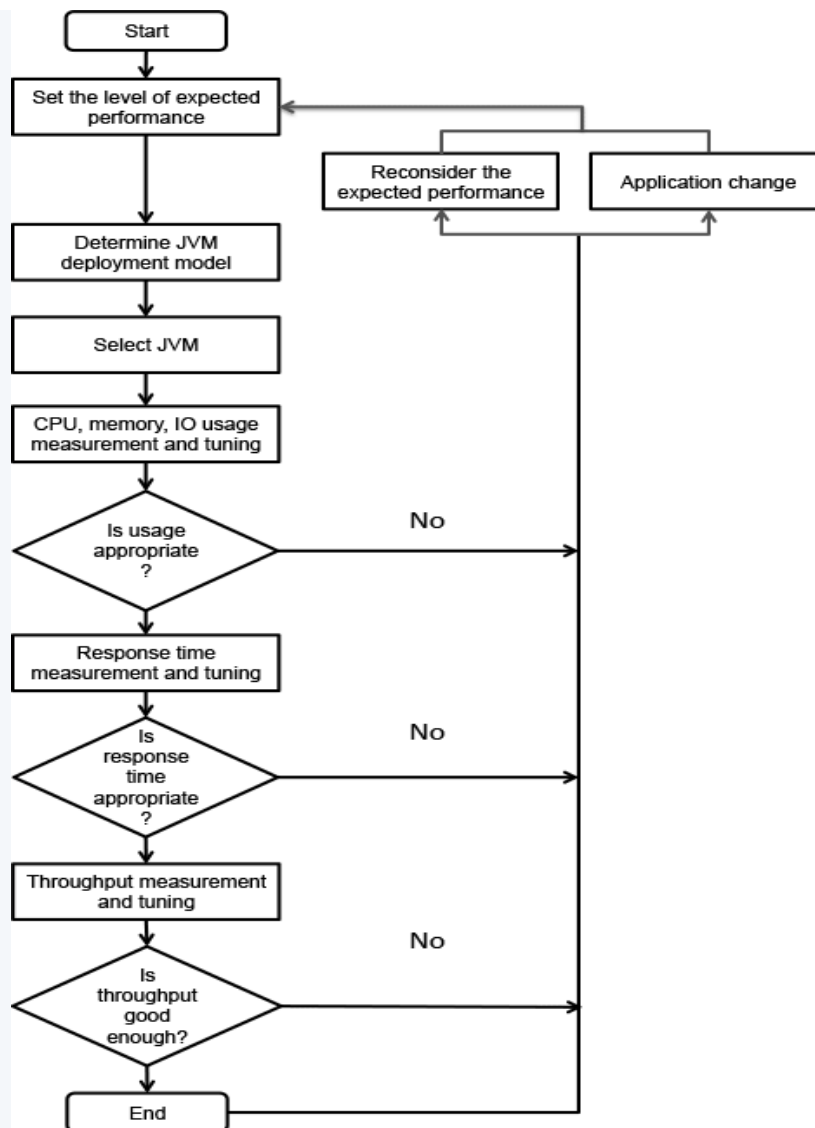 Start
Set the level of expected
performance
Reconsider the
expected performance
Application change
Determine JVM
deployment model
Select JVM
CPU, memory, IO usage
measurement and tuning
Is usage
appropriate
?
No
Response time
measurement and tuning
Is
response
time
appropriate
?
No
Throughput measurement
and tuning
Is
throughput
good
enough?
No
End